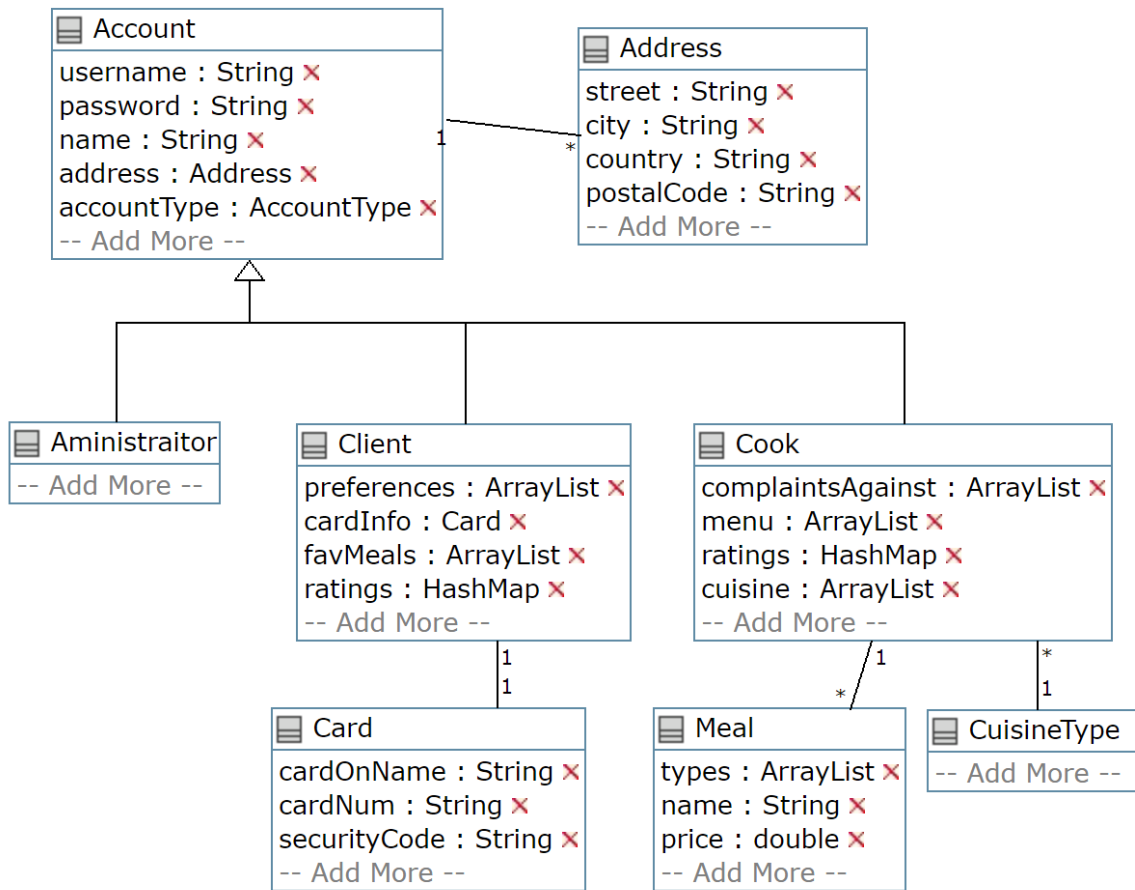 Account
username : String
password : String
name : String
address : Address
accountType : AccountType
-- Add More --
Address
street : String
city : String
country : String
postalCode : String
-- Add More --
1
*
Aministraitor
-- Add More --
Client
preferences : ArrayList
cardInfo : Card
favMeals : ArrayList
ratings : HashMap
-- Add More --
Cook
complaintsAgainst : ArrayList
menu : ArrayList
ratings : HashMap
cuisine : ArrayList
-- Add More --
1
1
1
*
*
1
Card
cardOnName : String
cardNum : String
securityCode : String
-- Add More --
Meal
types : ArrayList
name : String
price : double
-- Add More --
CuisineType
-- Add More --